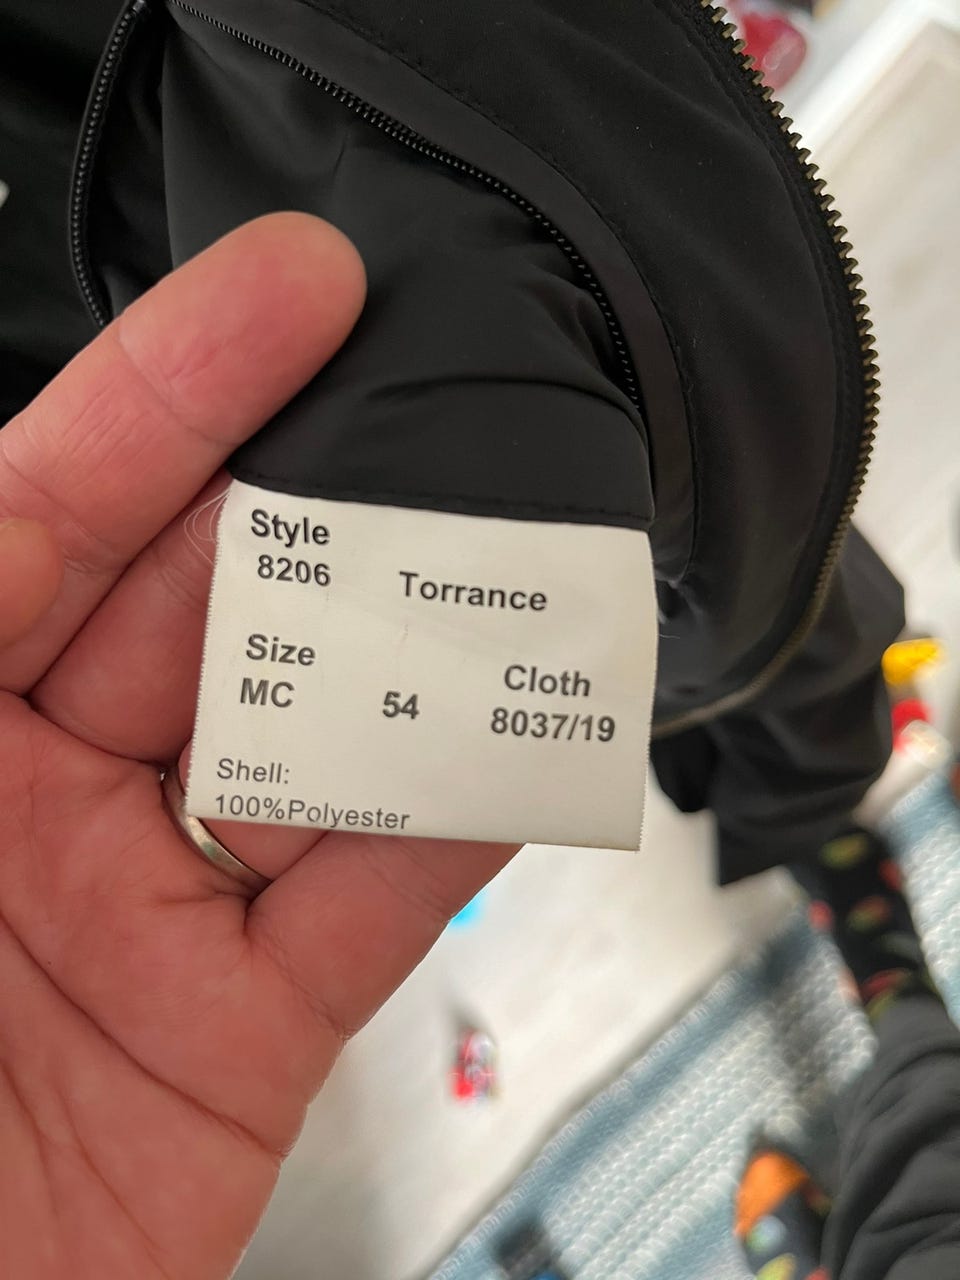 Style
8206 Torrance
Size Cloth
MC 54 8037/19
Shell:
100%Polyester